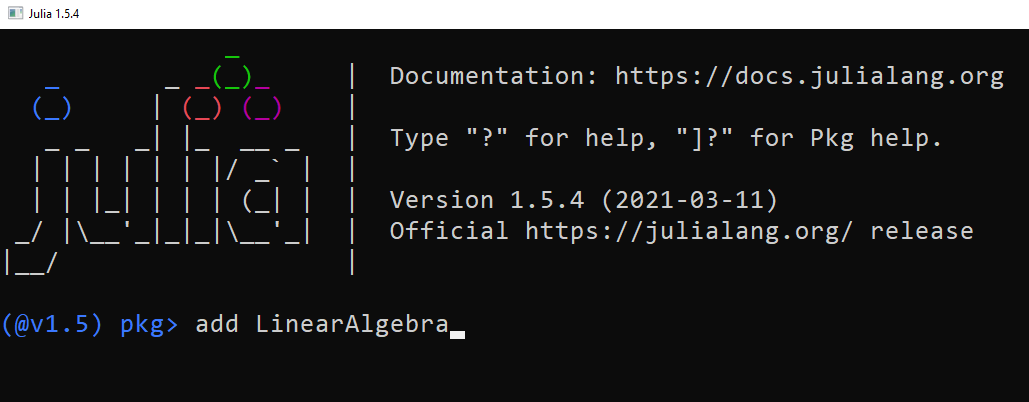 Julia 1.5.4
Documentation: https://docs.julialang.org
Type "?" for help, "]?" for Pkg help.
Version 1.5.4 (2021-03-11)
Official https://julialang.org/ release
(@v1.5) pkg> add LinearAlgebra